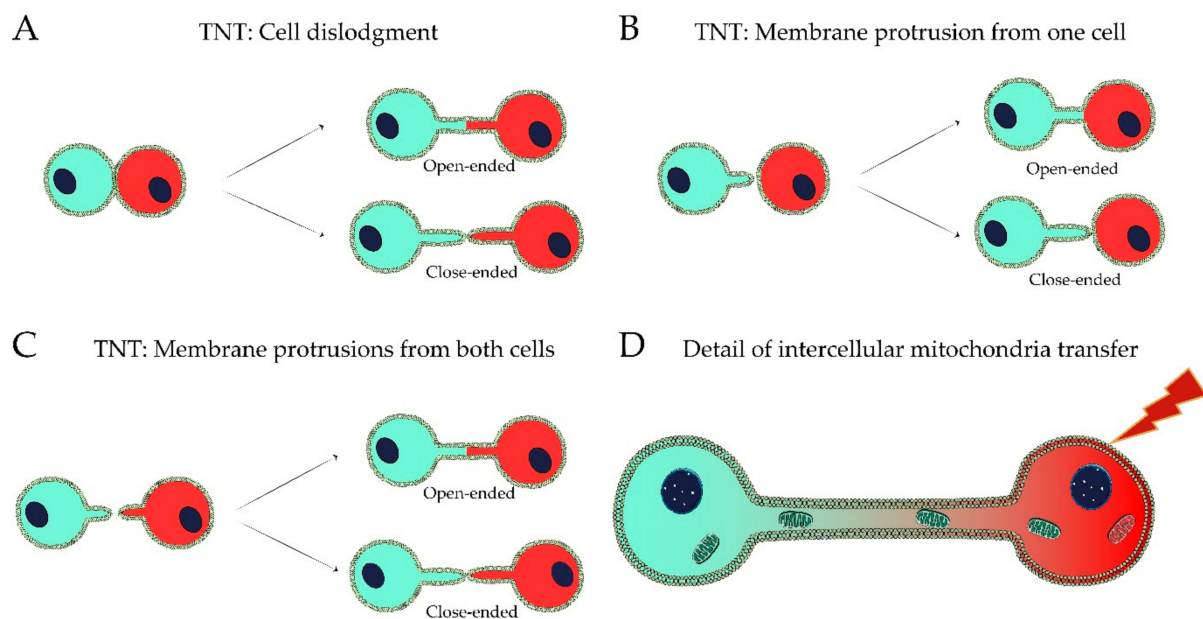 A
TNT: Cell dislodgment
Open-ended
Close-ended
B
TNT: Membrane protrusion from one cell
Open-ended
Close-ended
C
TNT: Membrane protrusions from both cells
Open-ended
Close-ended
D
Detail of intercellular mitochondria transfer